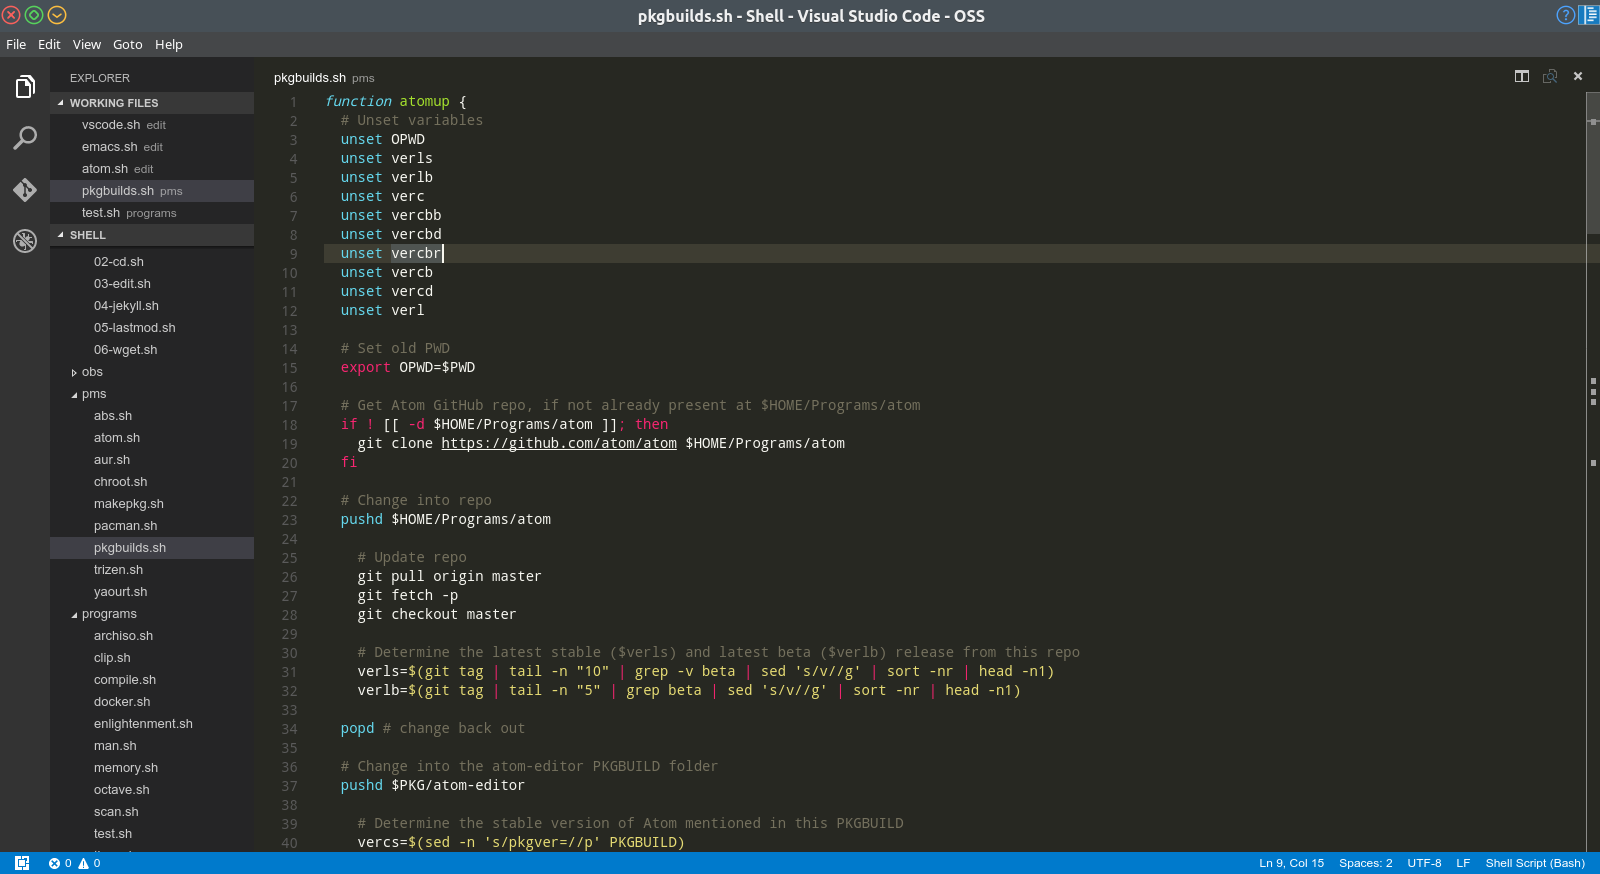 pkgbuilds.sh - Shell - Visual Studio Code - OSS
File Edit View Goto Help
EXPLORER
WORKING FILES
vscode.sh edit
emacs.sh edit
atom.sh edit
pkgbuilds.sh pms
test.sh programs
SHELL
02-cd.sh
03-edit.sh
04-jekyll.sh
05-lastmod.sh
06-wget.sh
obs
pms
abs.sh
atom.sh
aur.sh
chroot.sh
makepkg.sh
pacman.sh
pkgbuilds.sh
trizen.sh
yaourt.sh
programs
archiso.sh
clip.sh
compile.sh
docker.sh
enlightenment.sh
man.sh
memory.sh
octave.sh
scan.sh
test.sh
pkgbuilds.sh pms
1 function atomup {
2 # Unset variables
3 unset OPWD
4 unset verls
5 unset verlb
6 unset verc
7 unset vercbb
8 unset vercbd
9 unset vercbr
10 unset vercb
11 unset vercd
12 unset verl
13
14 # Set old PWD
15 export OPWD=$PWD
16
17 # Get Atom GitHub repo, if not already present at $HOME/Programs/atom
18 if ! [[ -d $HOME/Programs/atom ]]; then
19 git clone https://github.com/atom/atom $HOME/Programs/atom
20 fi
21
22 # Change into repo
23 pushd $HOME/Programs/atom
24
25 # Update repo
26 git pull origin master
27 git fetch -p
28 git checkout master
29
30 # Determine the latest stable ($verls) and latest beta ($verlb) release from this repo
31 verls=$(git tag | tail -n "10" | grep -v beta | sed 's/v//g' | sort -nr | head -n1)
32 verlb=$(git tag | tail -n "5" | grep beta | sed 's/v//g' | sort -nr | head -n1)
33
34 popd # change back out
35
36 # Change into the atom-editor PKGBUILD folder
37 pushd $PKG/atom-editor
38
39 # Determine the stable version of Atom mentioned in this PKGBUILD
40 vercs=$(sed -n 's/pkgver=//p' PKGBUILD)
0 0 Ln 9, Col 15 Spaces: 2 UTF-8 LF Shell Script (Bash)